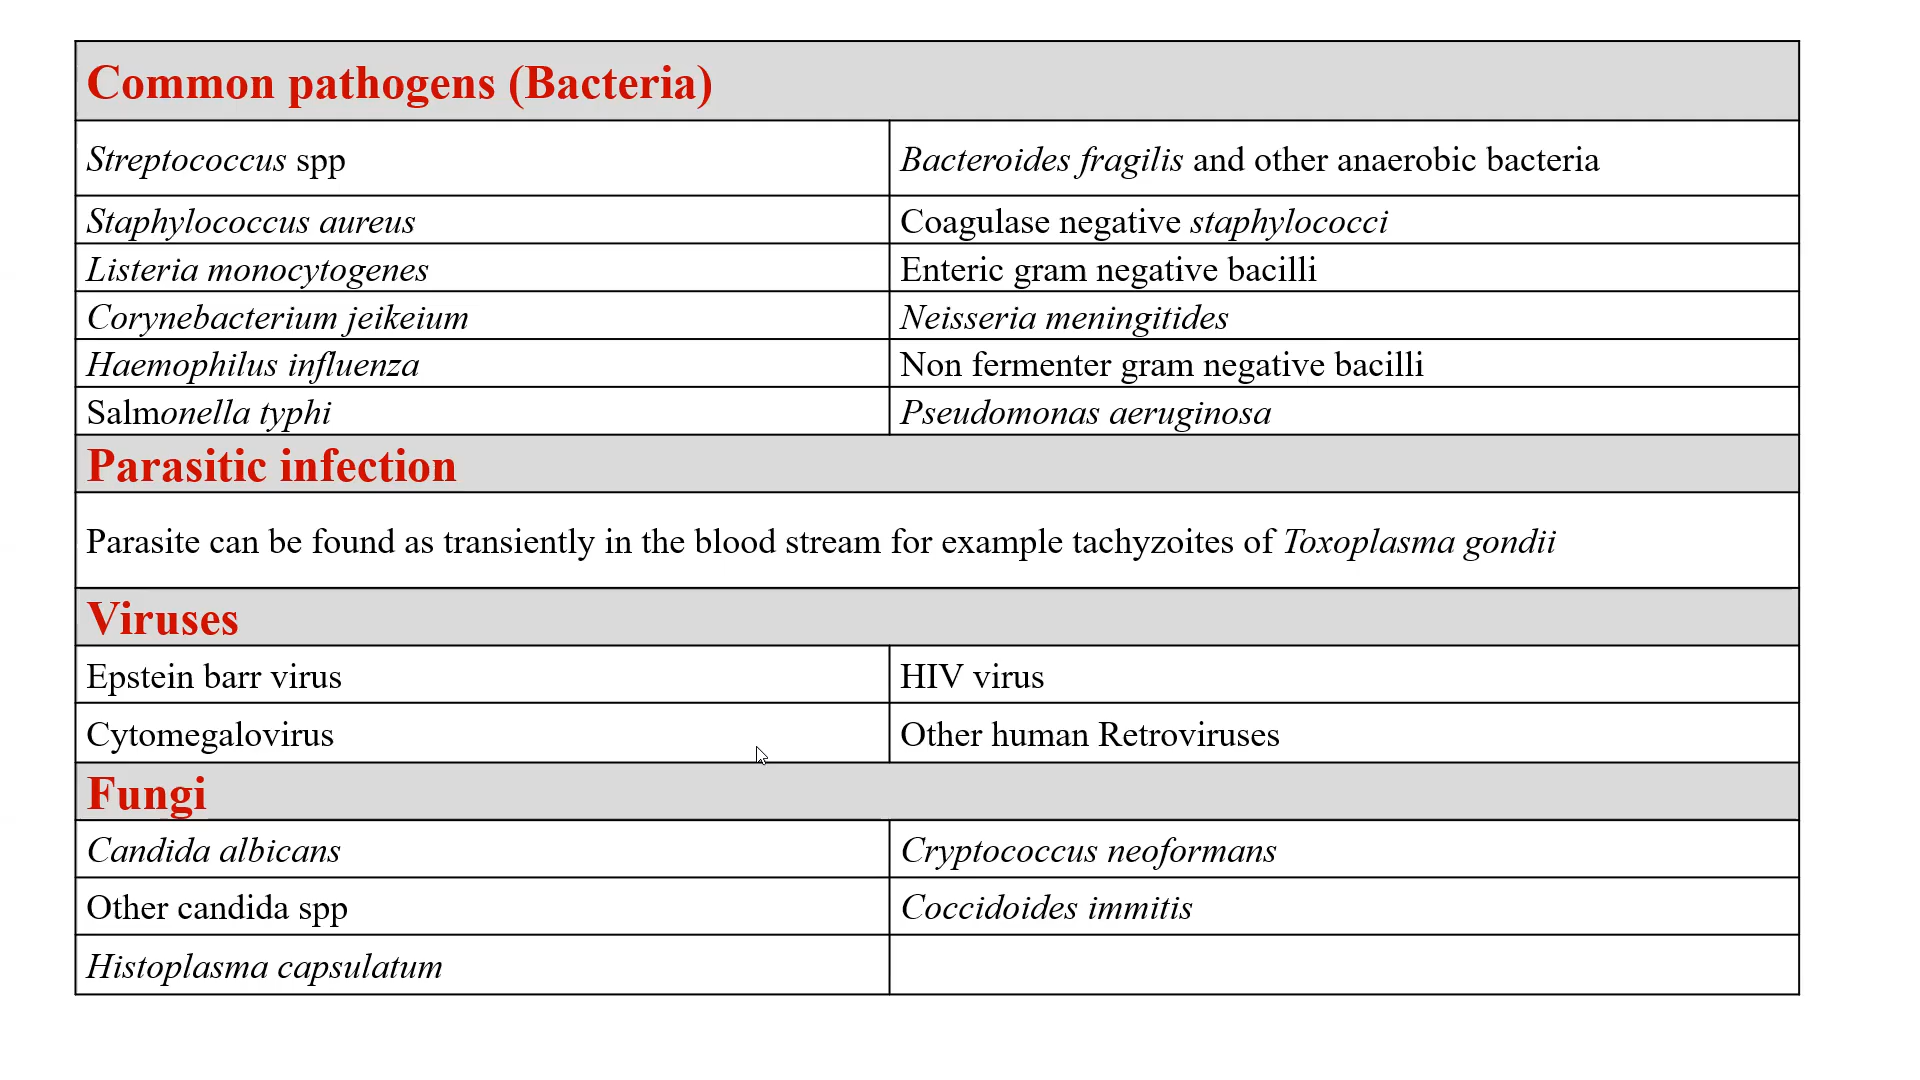 Common pathogens (Bacteria)
Streptococcus spp
Bacteroides fragilis and other anaerobic bacteria
Staphylococcus aureus
Coagulase negative staphylococci
Listeria monocytogenes
Enteric gram negative bacilli
Corynebacterium jeikeium
Neisseria meningitides
Haemophilus influenza
Non fermenter gram negative bacilli
Salmonella typhi
Pseudomonas aeruginosa
Parasitic infection
Parasite can be found as transiently in the blood stream for example tachyzoites of Toxoplasma gondii
Viruses
Epstein barr virus
HIV virus
Cytomegalovirus
Other human Retroviruses
Fungi
Candida albicans
Cryptococcus neoformans
Other candida spp
Coccidoides immitis
Histoplasma capsulatum